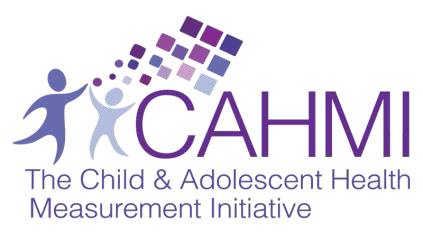 CAHMI
The Child & Adolescent Health
Measurement Initiative